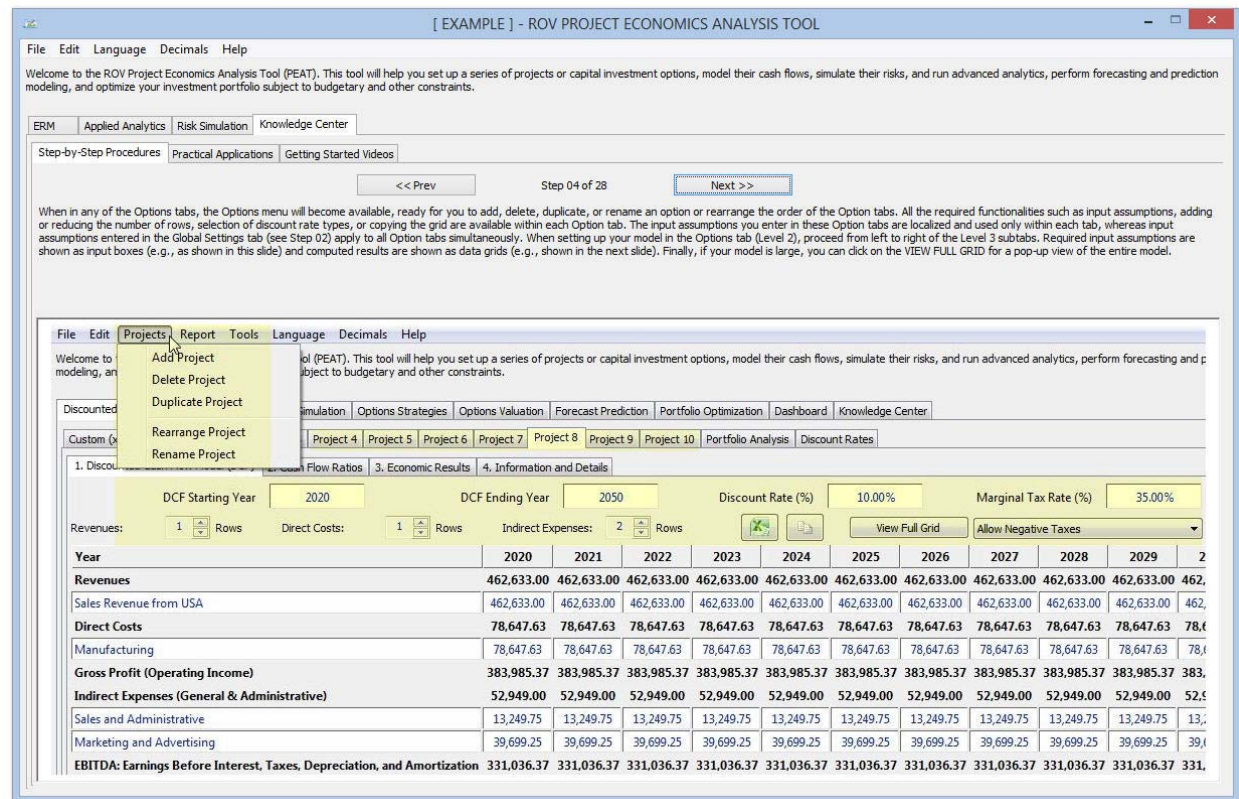 [ EXAMPLE ] - ROV PROJECT ECONOMICS ANALYSIS TOOL
File Edit Language Decimals Help
Welcome to the ROV Project Economics Analysis Tool (PEAT). This tool will help you set up a series of projects or capital investment options, model their cash flows, simulate their risks, and run advanced analytics, perform forecasting and prediction
modeling, and optimize your investment portfolio subject to budgetary and other constraints.
ERM Applied Analytics Risk Simulation Knowledge Center
Step-by-Step Procedures Practical Applications Getting Started Videos
<< Prev Step 04 of 28 Next >>
When in any of the Options tabs, the Options menu will become available, ready for you to add, delete, duplicate, or rename an option or rearrange the order of the Option tabs. All the required functionalities such as input assumptions, adding
or reducing the number of rows, selection of discount rate types, or copying the grid are available within each Option tab. The input assumptions you enter in these Option tabs are localized and used only within each tab, whereas input
assumptions entered in the Global Settings tab (see Step 02) apply to all Option tabs simultaneously. When setting up your model in the Options tab (Level 2), proceed from left to right of the Level 3 subtabs. Required input assumptions are
shown as input boxes (e.g., as shown in this slide) and computed results are shown as data grids (e.g., shown in the next slide). Finally, if your model is large, you can click on the VIEW FULL GRID for a pop-up view of the entire model.
File Edit Projects Report Tools Language Decimals Help
Welcome to ool (PEAT). This tool will help you set up a series of projects or capital investment options, model their cash flows, simulate their risks, and run advanced analytics, perform forecasting and p
modeling, an bject to budgetary and other constraints.
Add Project
Delete Project
Duplicate Project
Rearrange Project
Rename Project
Discounted imulation Options Strategies Options Valuation Forecast Prediction Portfolio Optimization Dashboard Knowledge Center
Custom (x Project 4 Project 5 Project 6 Project 7 Project 8 Project 9 Project 10 Portfolio Analysis Discount Rates
1. Discounted Cash Flow Model (DCF) 2. Cash Flow Ratios 3. Economic Results 4. Information and Details
DCF Starting Year 2020 DCF Ending Year 2050 Discount Rate (%) 10.00% Marginal Tax Rate (%) 35.00%
Revenues: 1 Rows Direct Costs: 1 Rows Indirect Expenses: 2 Rows View Full Grid Allow Negative Taxes
Year 2020 2021 2022 2023 2024 2025 2026 2027 2028 2029 2
Revenues 462,633.00 462,633.00 462,633.00 462,633.00 462,633.00 462,633.00 462,633.00 462,633.00 462,633.00 462,633.00 462,
Sales Revenue from USA 462,633.00 462,633.00 462,633.00 462,633.00 462,633.00 462,633.00 462,633.00 462,633.00 462,633.00 462,633.00 462,
Direct Costs 78,647.63 78,647.63 78,647.63 78,647.63 78,647.63 78,647.63 78,647.63 78,647.63 78,647.63 78,647.63 78,6
Manufacturing 78,647.63 78,647.63 78,647.63 78,647.63 78,647.63 78,647.63 78,647.63 78,647.63 78,647.63 78,647.63 78,6
Gross Profit (Operating Income) 383,985.37 383,985.37 383,985.37 383,985.37 383,985.37 383,985.37 383,985.37 383,985.37 383,985.37 383,985.37 383,
Indirect Expenses (General & Administrative) 52,949.00 52,949.00 52,949.00 52,949.00 52,949.00 52,949.00 52,949.00 52,949.00 52,949.00 52,949.00 52,9
Sales and Administrative 13,249.75 13,249.75 13,249.75 13,249.75 13,249.75 13,249.75 13,249.75 13,249.75 13,249.75 13,249.75 13,2
Marketing and Advertising 39,699.25 39,699.25 39,699.25 39,699.25 39,699.25 39,699.25 39,699.25 39,699.25 39,699.25 39,699.25 39,6
EBITDA: Earnings Before Interest, Taxes, Depreciation, and Amortization 331,036.37 331,036.37 331,036.37 331,036.37 331,036.37 331,036.37 331,036.37 331,036.37 331,036.37 331,036.37 331,